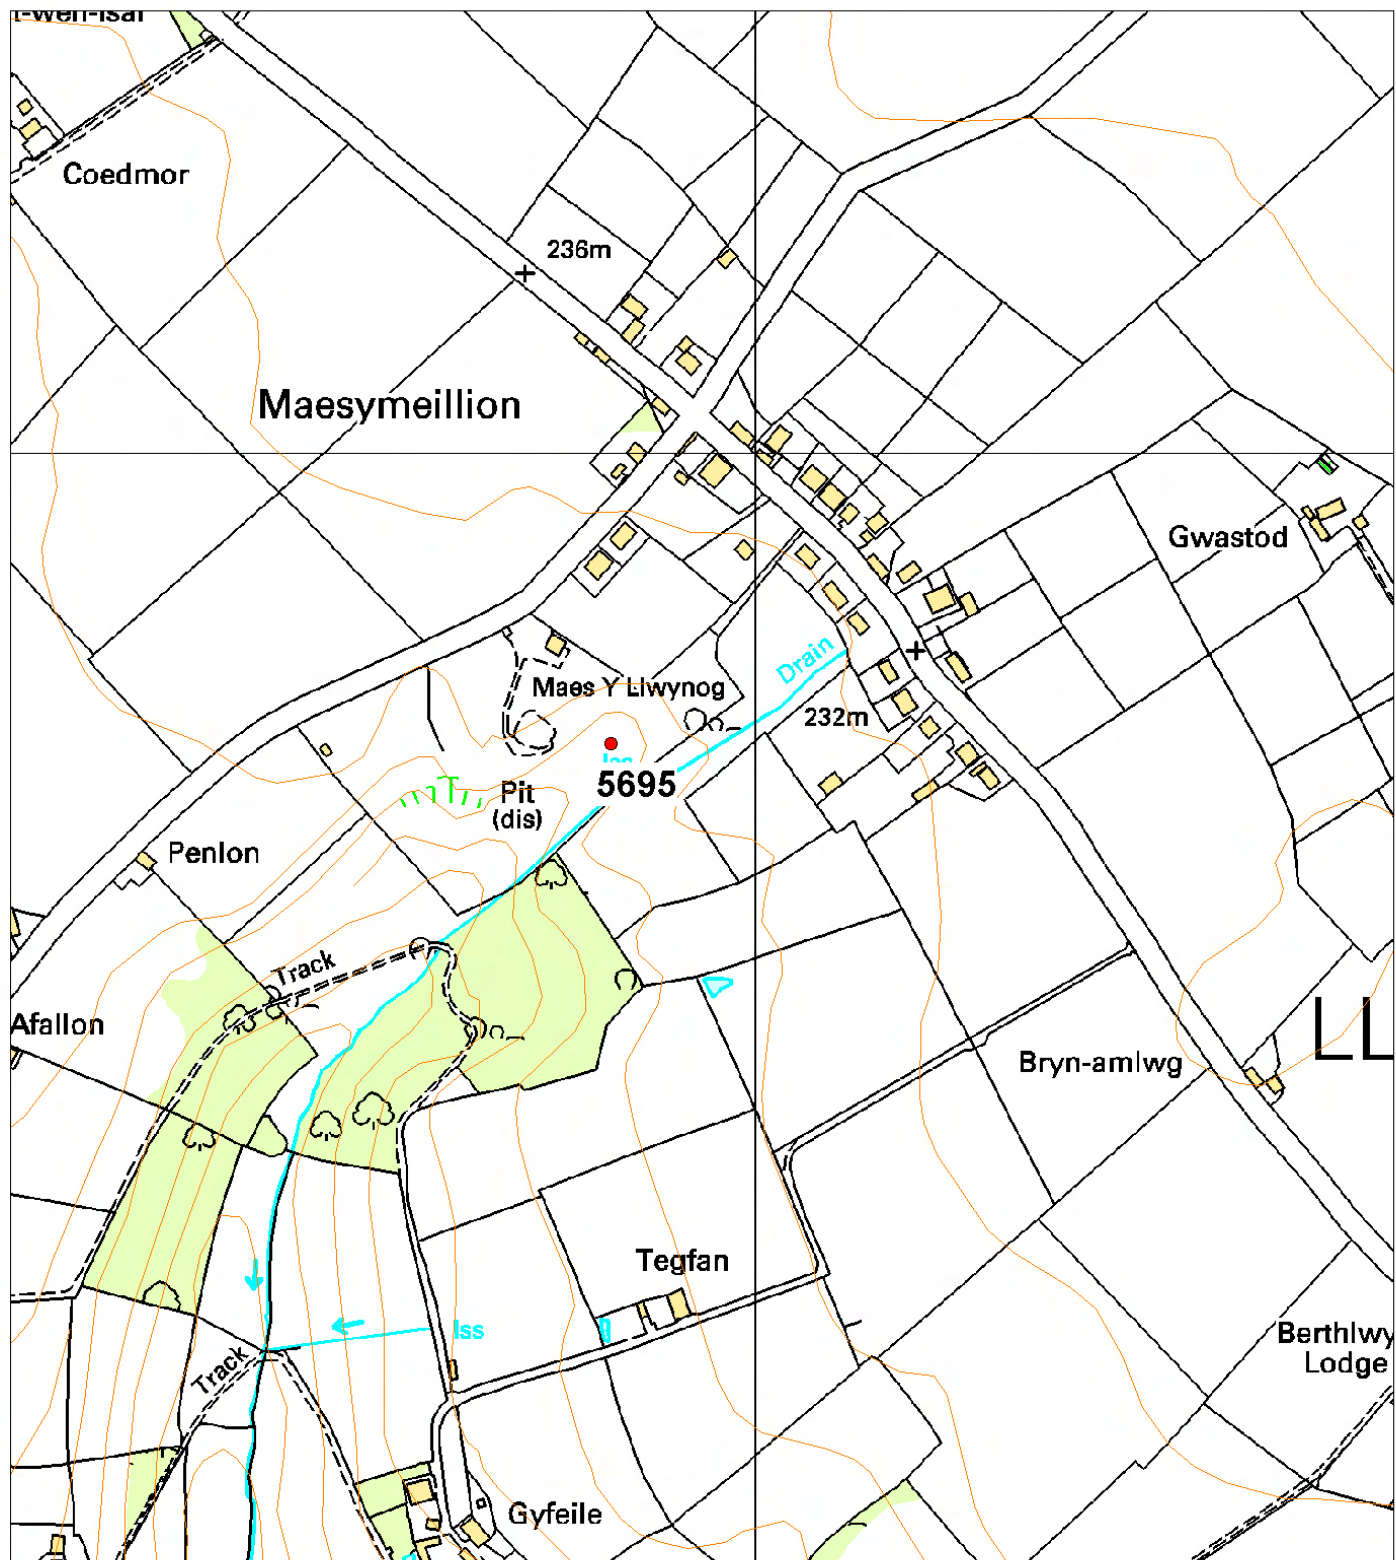 Coedmor
236m
Maesymeillion
Gwastod
Drain
Maes Y Llwynog
232m
5695
Pit
(dis)
Penlon
Track
Afallon
LL
Bryn-amlwg
Tegfan
Iss
Track
Berthlwy
Lodge
Gyfeile